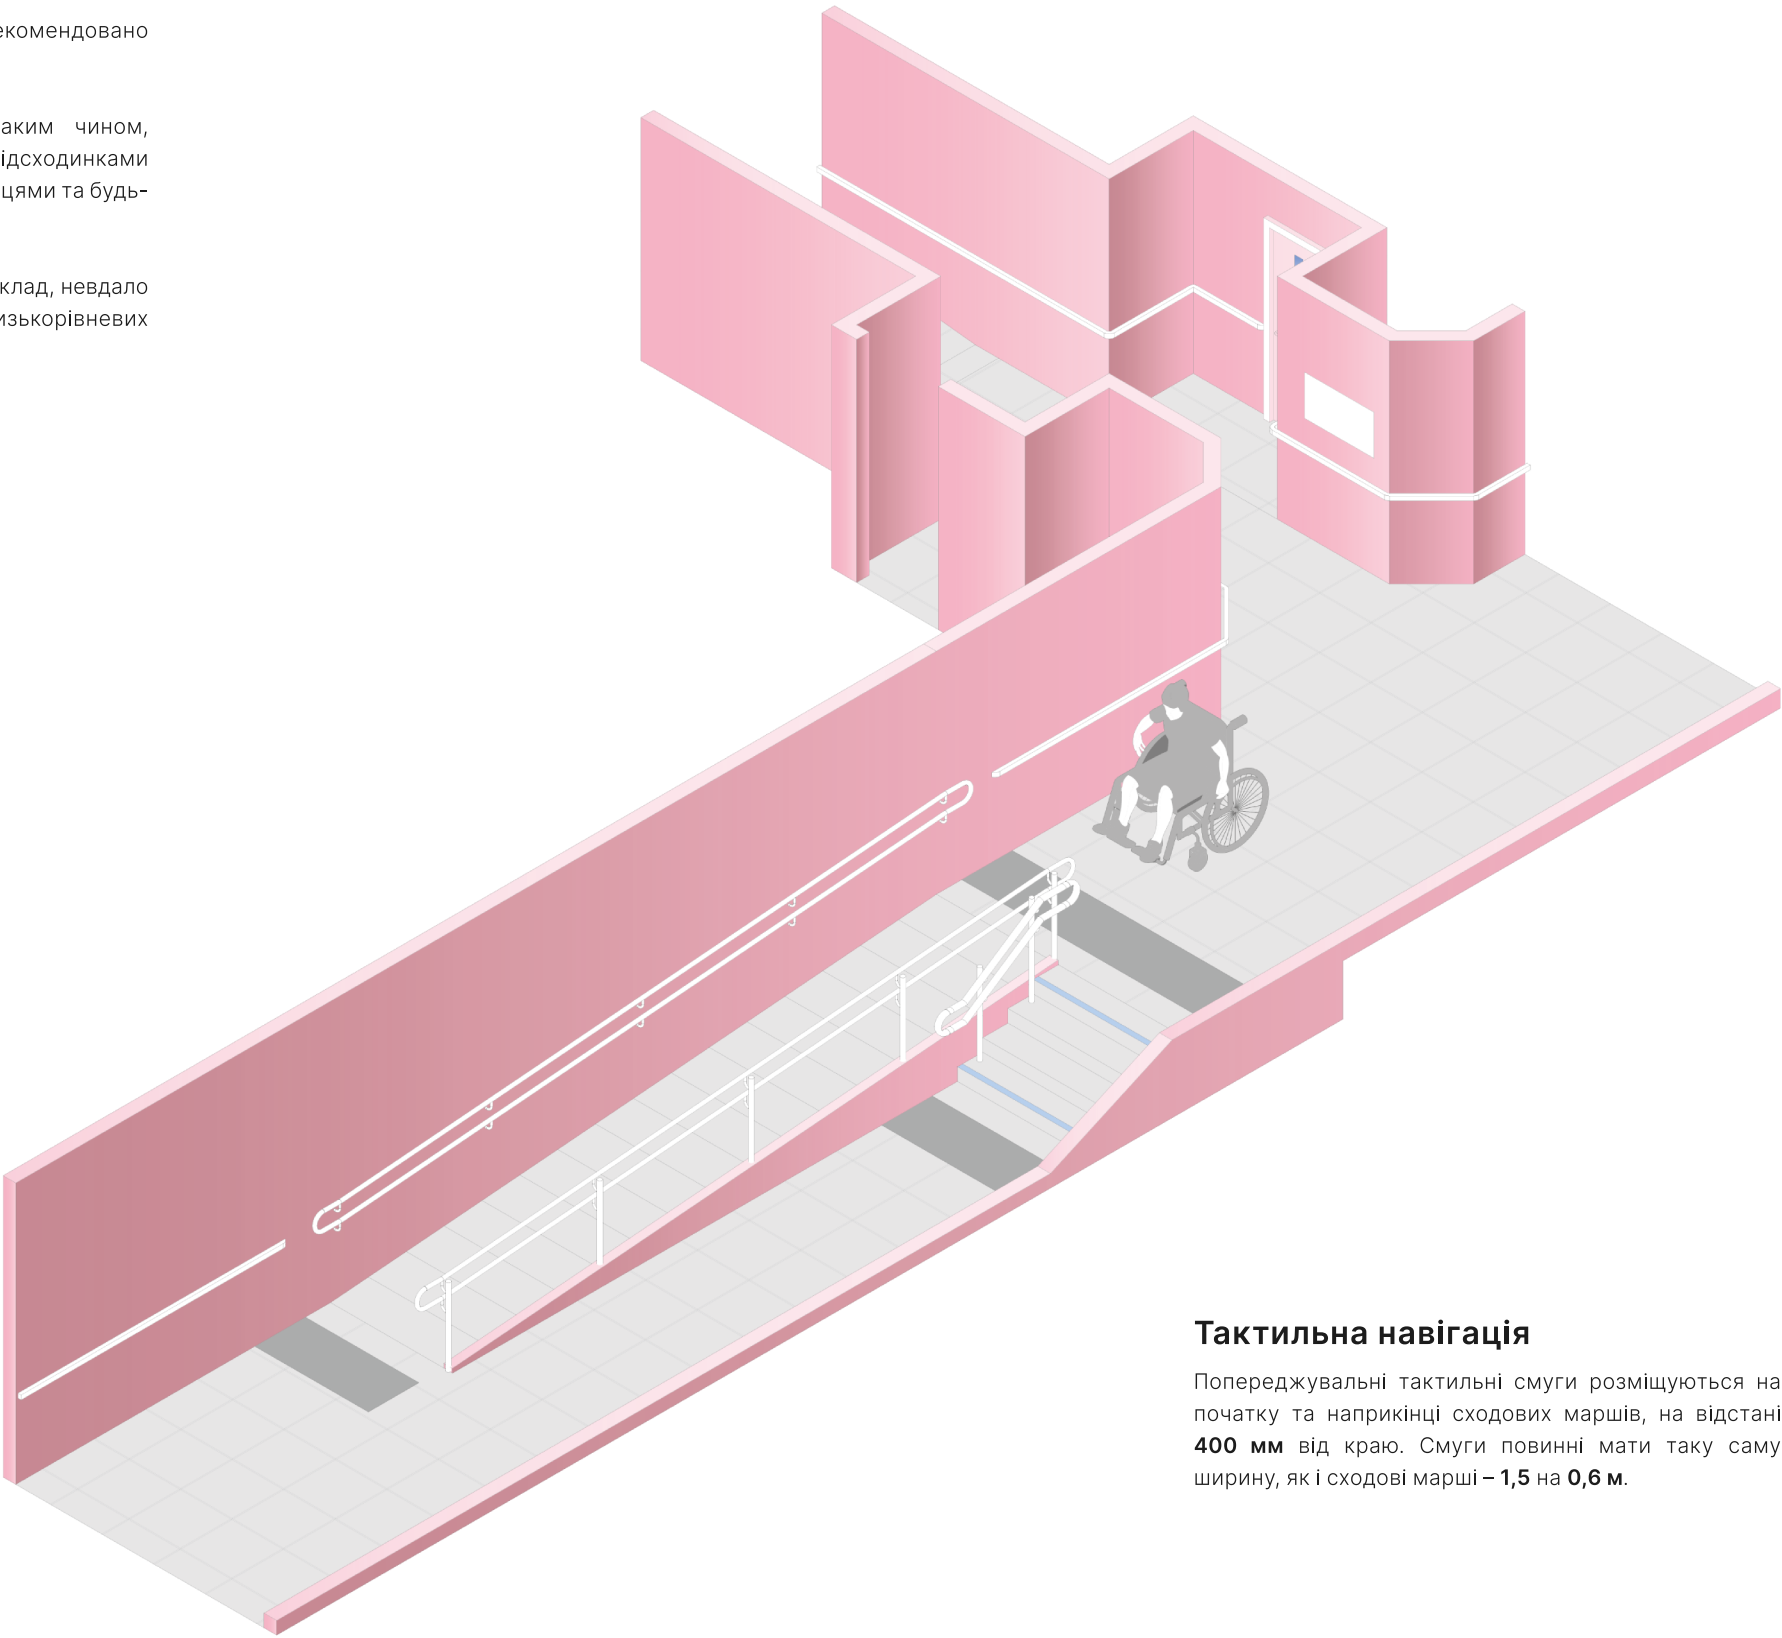 екомендовано
аким чином,
ідсходинками
цями та будь-
клад, невдало
изькорівневих
Тактильна навігація
Попереджувальні тактильні смуги розміщуються на
початку та наприкінці сходових маршів, на відстані
400 мм від краю. Смуги повинні мати таку саму
ширину, як і сходові марші – 1,5 на 0,6 м.